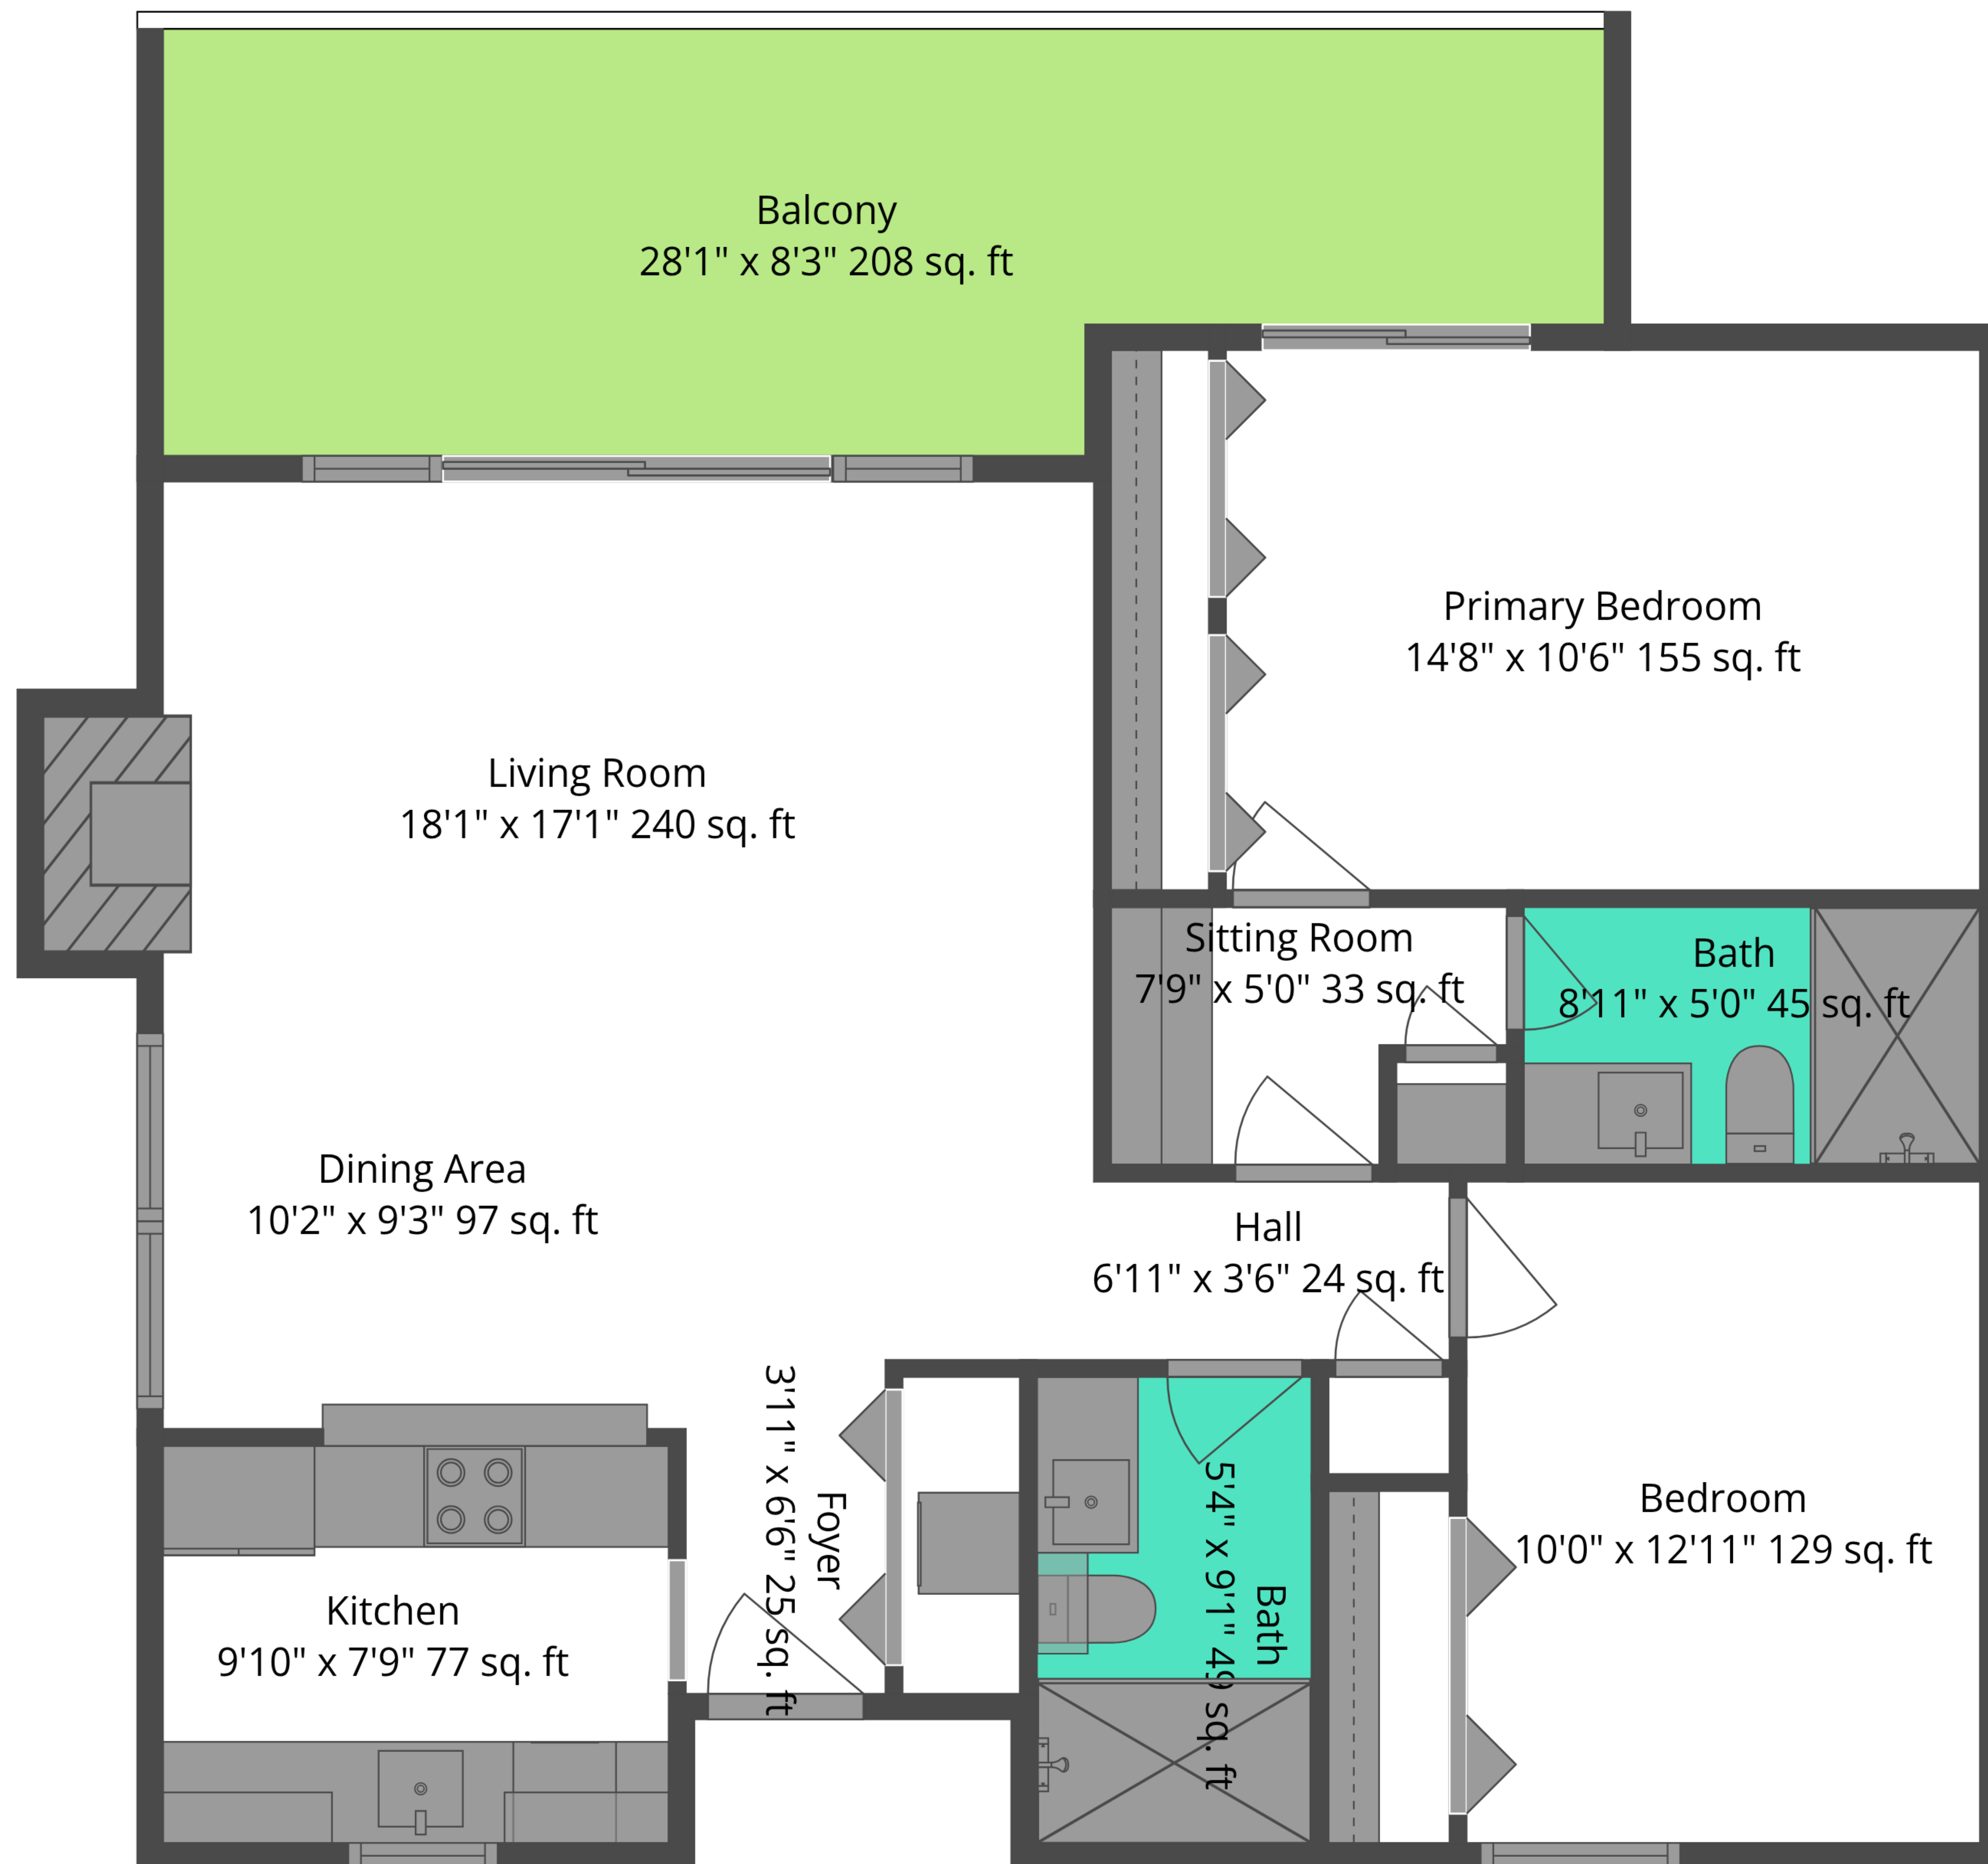 Balcony
28'1" x 8'3" 208 sq. ft
Primary Bedroom
14'8" x 10'6" 155 sq. ft
Living Room
18'1" x 17'1" 240 sq. ft
Sitting Room
7'9" x 5'0" 33 sq. ft
Bath
8'11" x 5'0" 45 sq. ft
Dining Area
10'2" x 9'3" 97 sq. ft
Hall
6'11" x 3'6" 24 sq. ft
Foyer
3'11" x 6'6" 25 sq. ft
Bath
5'4" x 9'1" 49 sq. ft
Bedroom
10'0" x 12'11" 129 sq. ft
Kitchen
9'10" x 7'9" 77 sq. ft